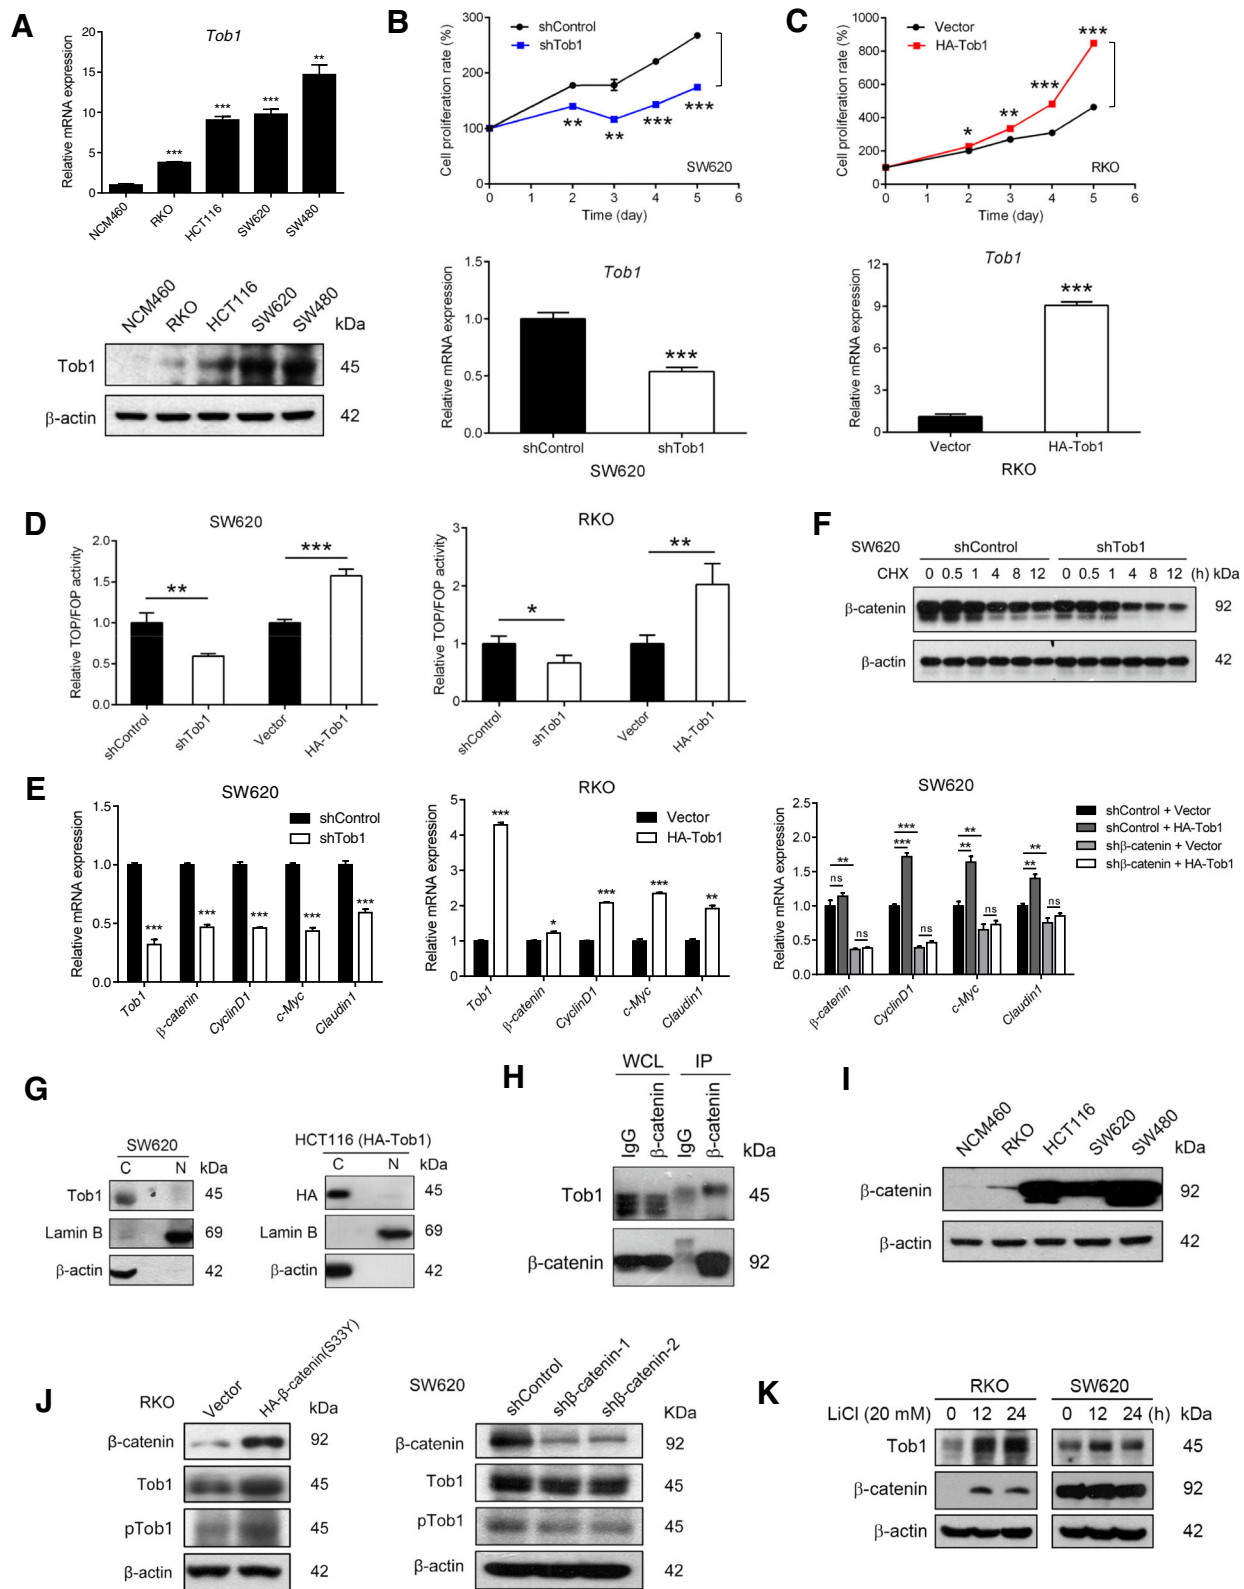 A
Tob1
Relative mRNA expression
20
15
10
5
0
***
***
***
**
NCM460
RKO
HCT116
SW620
SW480
NCM460
RKO
HCT116
SW620
SW480
kDa
Tob1
45
β-actin
42
B
Cell proliferation rate (%)
300
200
100
0
shControl
shTob1
**
**
***
***
SW620
0 1 2 3 4 5 6
Time (day)
Tob1
Relative mRNA expression
1.5
1.0
0.5
0.0
***
shControl
shTob1
SW620
C
Cell proliferation rate (%)
1000
800
600
400
200
0
Vector
HA-Tob1
*
**
***
***
RKO
0 1 2 3 4 5 6
Time (day)
Tob1
Relative mRNA expression
12
9
6
3
0
***
Vector
HA-Tob1
RKO
D
SW620
Relative TOP/FOP activity
2.0
1.5
1.0
0.5
0.0
**
***
shControl
shTob1
Vector
HA-Tob1
RKO
Relative TOP/FOP activity
3
2
1
0
*
**
shControl
shTob1
Vector
HA-Tob1
F
SW620 shControl shTob1
CHX 0 0.5 1 4 8 12 0 0.5 1 4 8 12 (h) kDa
β-catenin
92
β-actin
42
E
SW620
Relative mRNA expression
1.5
1.0
0.5
0.0
shControl
shTob1
***
***
***
***
***
Tob1
β-catenin
CyclinD1
c-Myc
Claudin1
RKO
Relative mRNA expression
5
4
3
2
1
0
Vector
HA-Tob1
***
*
***
***
**
Tob1
β-catenin
CyclinD1
c-Myc
Claudin1
SW620
Relative mRNA expression
2.5
2.0
1.5
1.0
0.5
0.0
shControl + Vector
shControl + HA-Tob1
shβ-catenin + Vector
shβ-catenin + HA-Tob1
**
ns
ns
***
***
ns
**
**
ns
**
**
ns
β-catenin
CyclinD1
c-Myc
Claudin1
G
SW620
C N kDa
Tob1
45
Lamin B
69
β-actin
42
HCT116 (HA-Tob1)
C N kDa
HA
45
Lamin B
69
β-actin
42
H
WCL IP
IgG
β-catenin
IgG
β-catenin
kDa
Tob1
45
β-catenin
92
I
NCM460
RKO
HCT116
SW620
SW480
kDa
β-catenin
92
β-actin
42
J
RKO
Vector
HA-β-catenin(S33Y)
kDa
β-catenin
92
Tob1
45
pTob1
45
β-actin
42
SW620
shControl
shβ-catenin-1
shβ-catenin-2
KDa
β-catenin
92
Tob1
45
pTob1
45
β-actin
42
K
RKO SW620
LiCl (20 mM) 0 12 24 0 12 24 (h) kDa
Tob1
45
β-catenin
92
β-actin
42